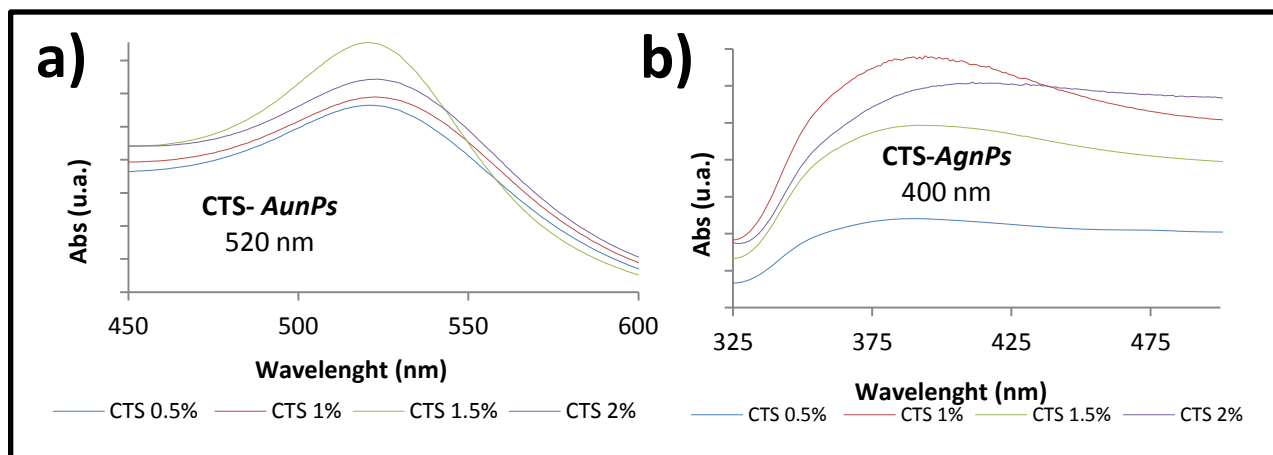 a)
Abs (u.a.)
CTS- AunPs
520 nm
450 500 550 600
Wavelenght (nm)
CTS 0.5% CTS 1% CTS 1.5% CTS 2%
b)
Abs (u.a.)
CTS-AgnPs
400 nm
325 375 425 475
Wavelenght (nm)
CTS 0.5% CTS 1% CTS 1.5% CTS 2%